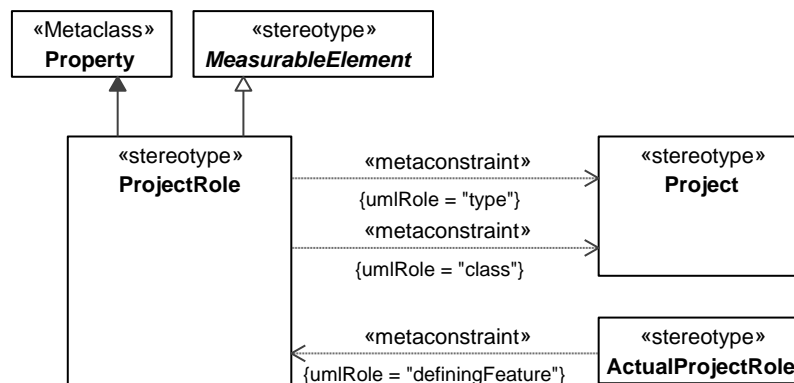 «Metaclass»
Property
«stereotype»
MeasurableElement
«stereotype»
ProjectRole
«metaconstraint»
{umlRole = "type"}
«metaconstraint»
{umlRole = "class"}
«stereotype»
Project
«metaconstraint»
{umlRole = "definingFeature"}
«stereotype»
ActualProjectRole